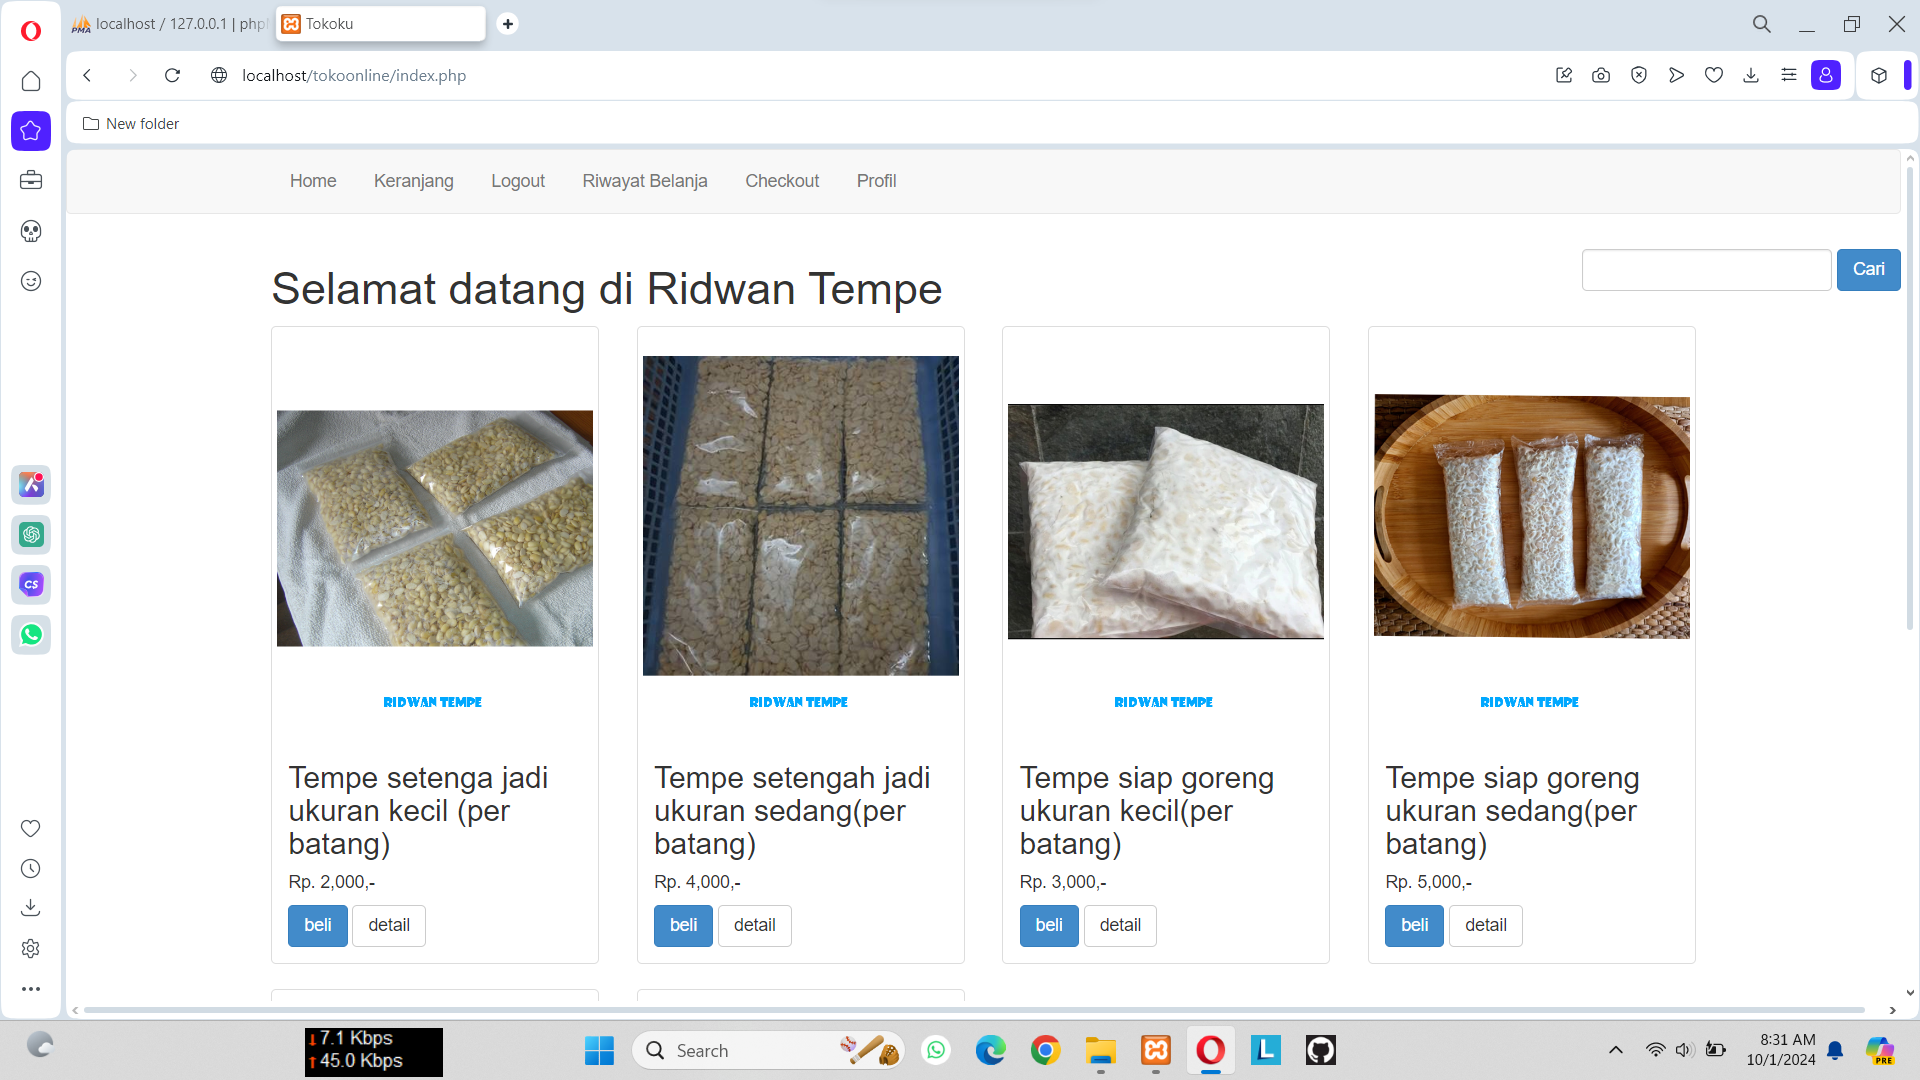 localhost / 127.0.0.1 | php
Tokoku
localhost/tokoonline/index.php
New folder
Home Keranjang Logout Riwayat Belanja Checkout Profil
Selamat datang di Ridwan Tempe
Cari
RIDWAN TEMPE
Tempe setenga jadi
ukuran kecil (per
batang)
Rp. 2,000,-
beli detail
RIDWAN TEMPE
Tempe setengah jadi
ukuran sedang(per
batang)
Rp. 4,000,-
beli detail
RIDWAN TEMPE
Tempe siap goreng
ukuran kecil(per
batang)
Rp. 3,000,-
beli detail
RIDWAN TEMPE
Tempe siap goreng
ukuran sedang(per
batang)
Rp. 5,000,-
beli detail
7.1 Kbps
45.0 Kbps
Search
8:31 AM
10/1/2024
PMA
CS
L
PRE